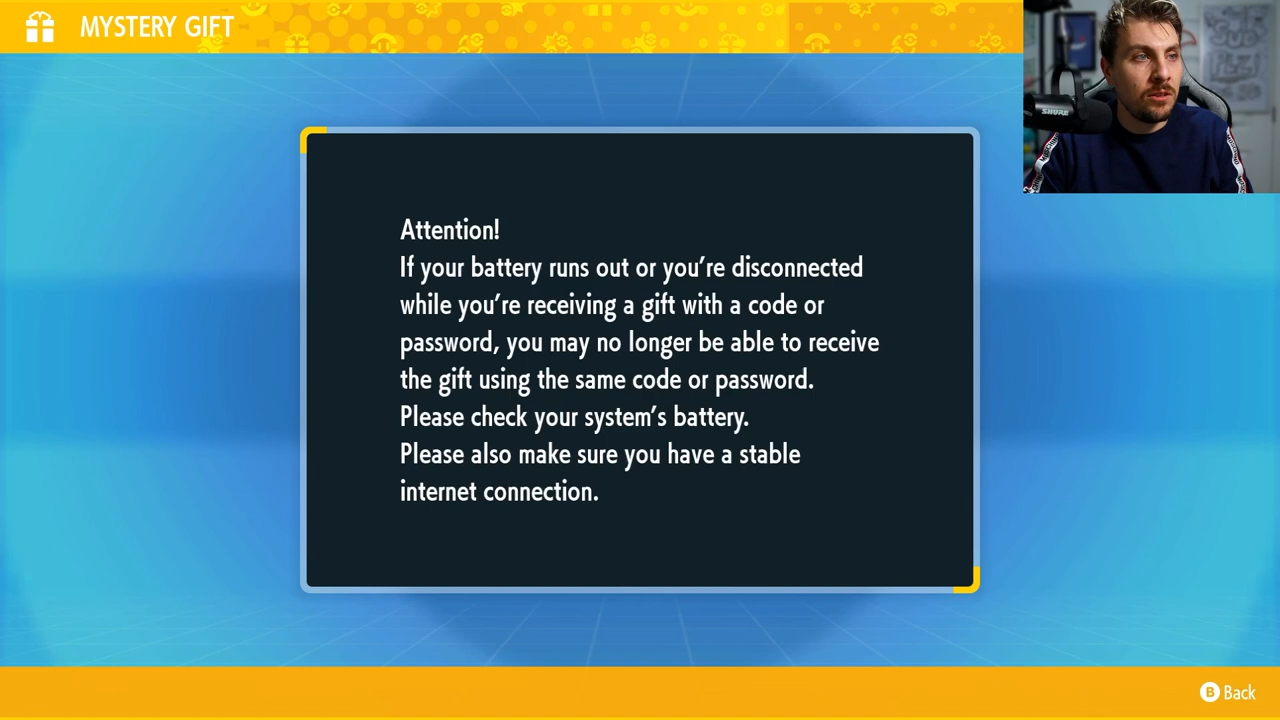 MYSTERY GIFT
SHURE
Attention!
If your battery runs out or you're disconnected
while you're receiving a gift with a code or
password, you may no longer be able to receive
the gift using the same code or password.
Please check your system's battery.
Please also make sure you have a stable
internet connection.
B Back